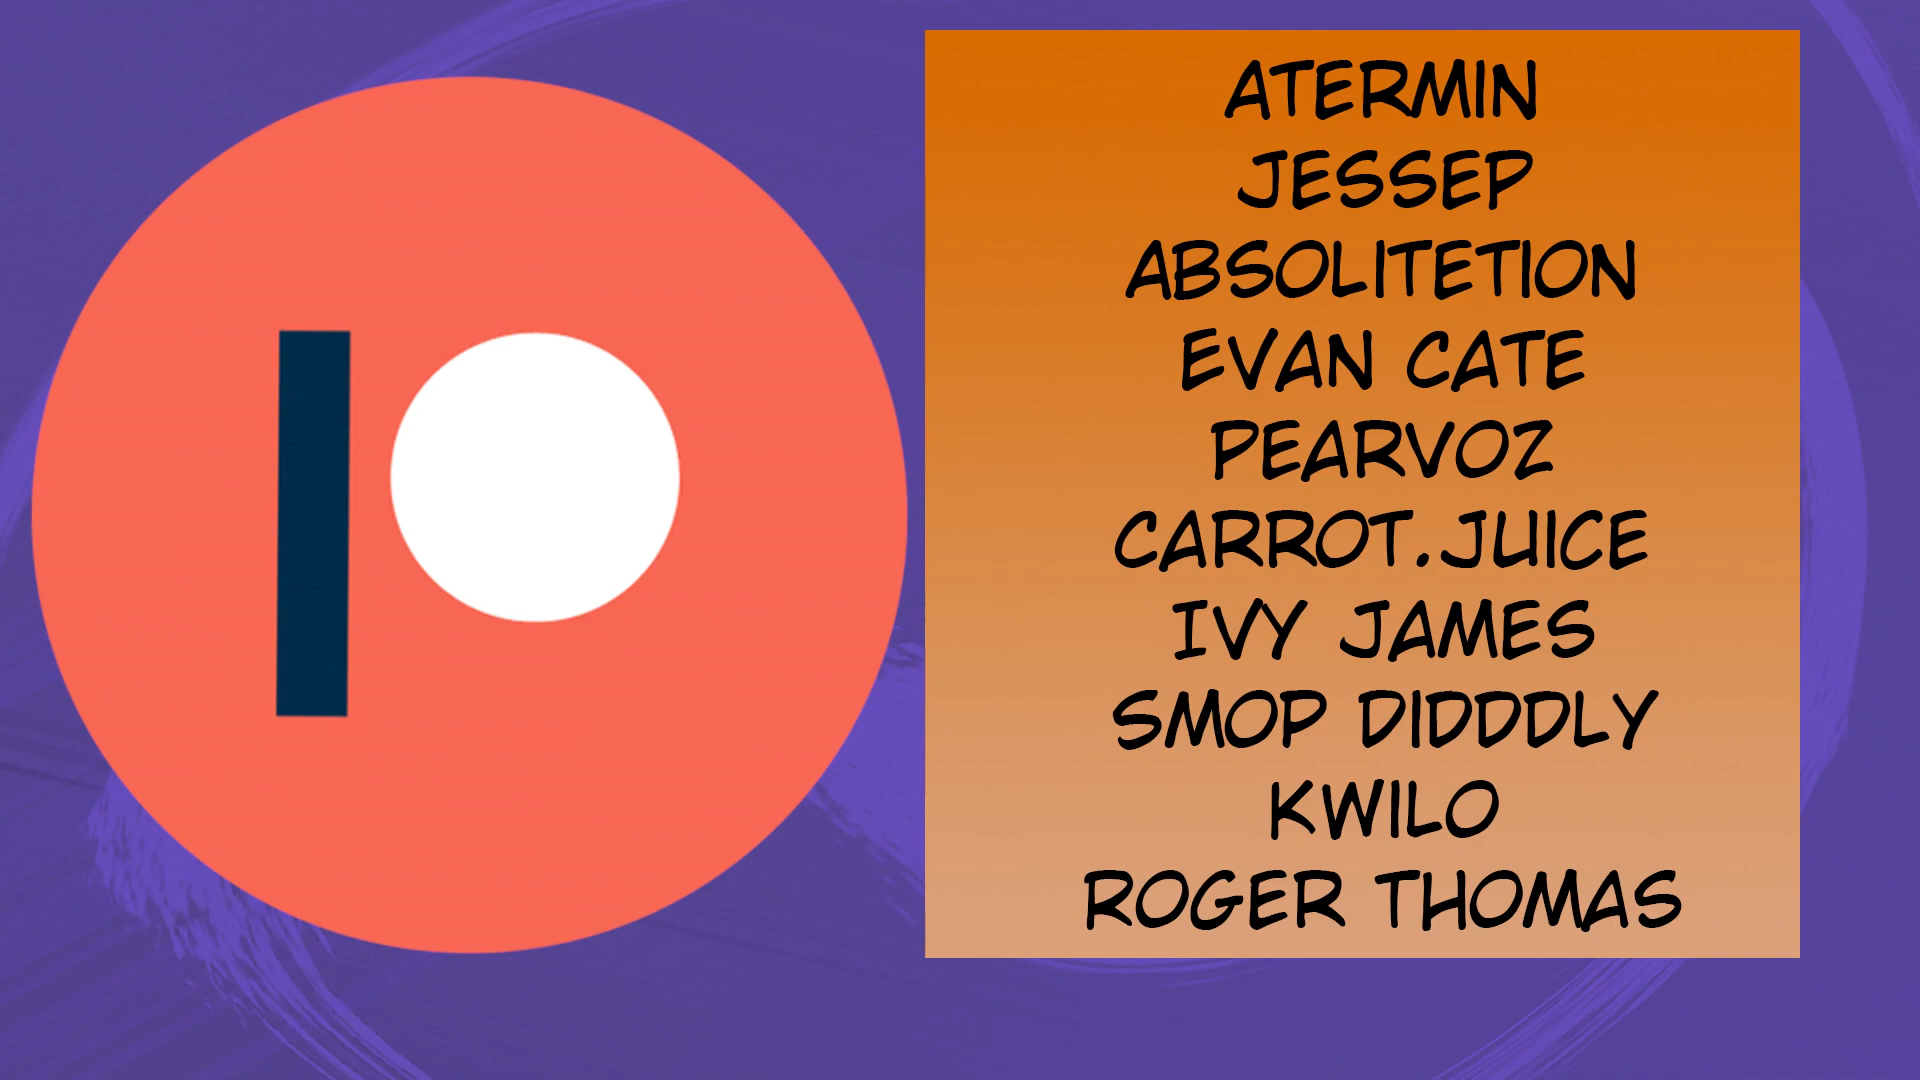 ATERMIN
JESSEP
ABSOLITETION
EVAN CATE
PEARVOZ
CARROT.JUICE
IVY JAMES
SMOP DIDDDLY
KWILO
ROGER THOMAS